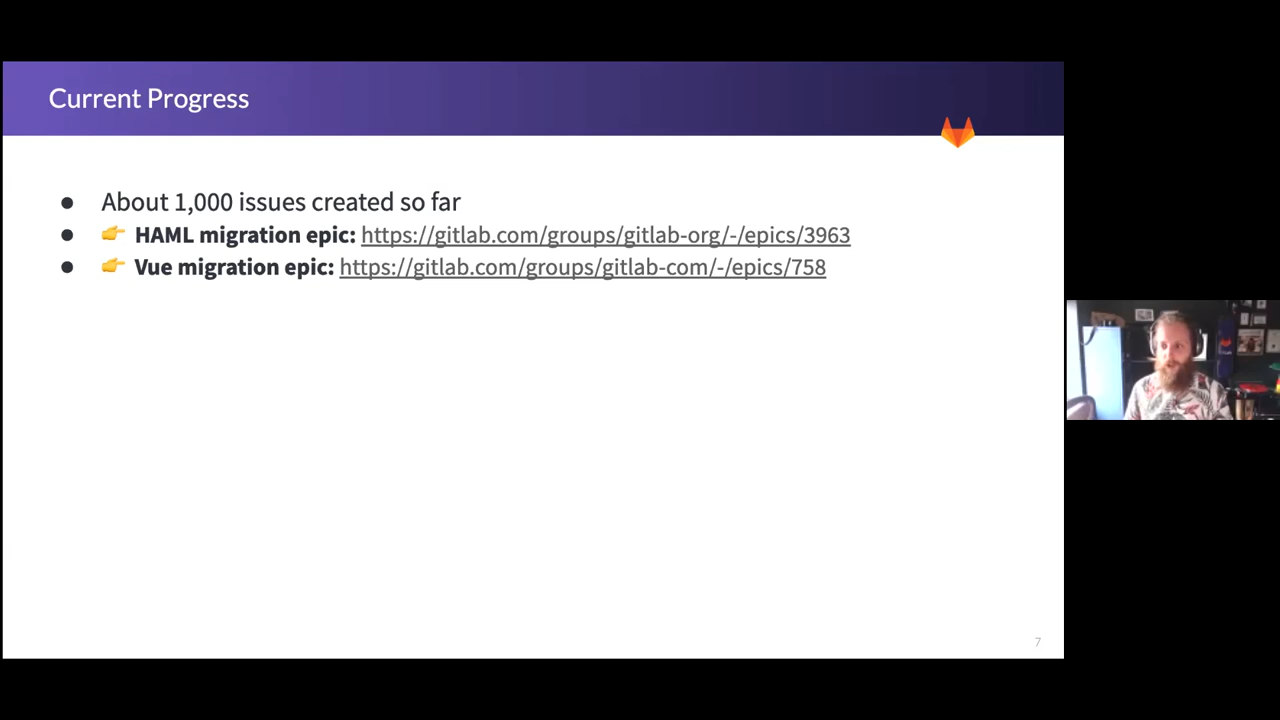 Current Progress
● About 1,000 issues created so far
● 👉 HAML migration epic: https://gitlab.com/groups/gitlab-org/-/epics/3963
● 👉 Vue migration epic: https://gitlab.com/groups/gitlab-com/-/epics/758
7